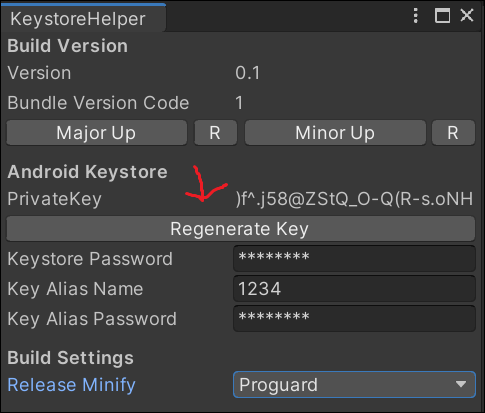 KeystoreHelper
Build Version
Version 0.1
Bundle Version Code 1
Major Up R Minor Up R
Android Keystore
PrivateKey )f^.j58@ZStQ_O-Q(R-s.oNH
Regenerate Key
Keystore Password ********
Key Alias Name 1234
Key Alias Password ********
Build Settings
Release Minify Proguard